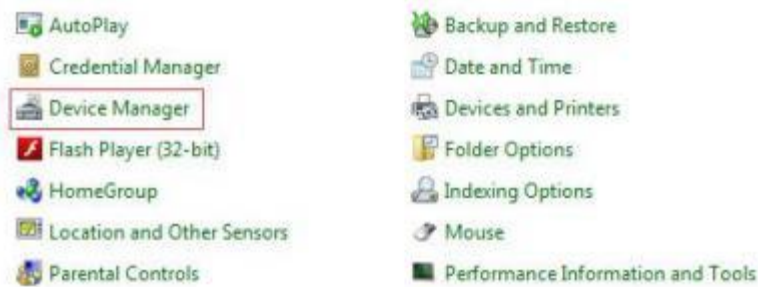 AutoPlay
Backup and Restore
Credential Manager
Date and Time
Device Manager
Devices and Printers
Flash Player (32-bit)
Folder Options
HomeGroup
Indexing Options
Location and Other Sensors
Mouse
Parental Controls
Performance Information and Tools